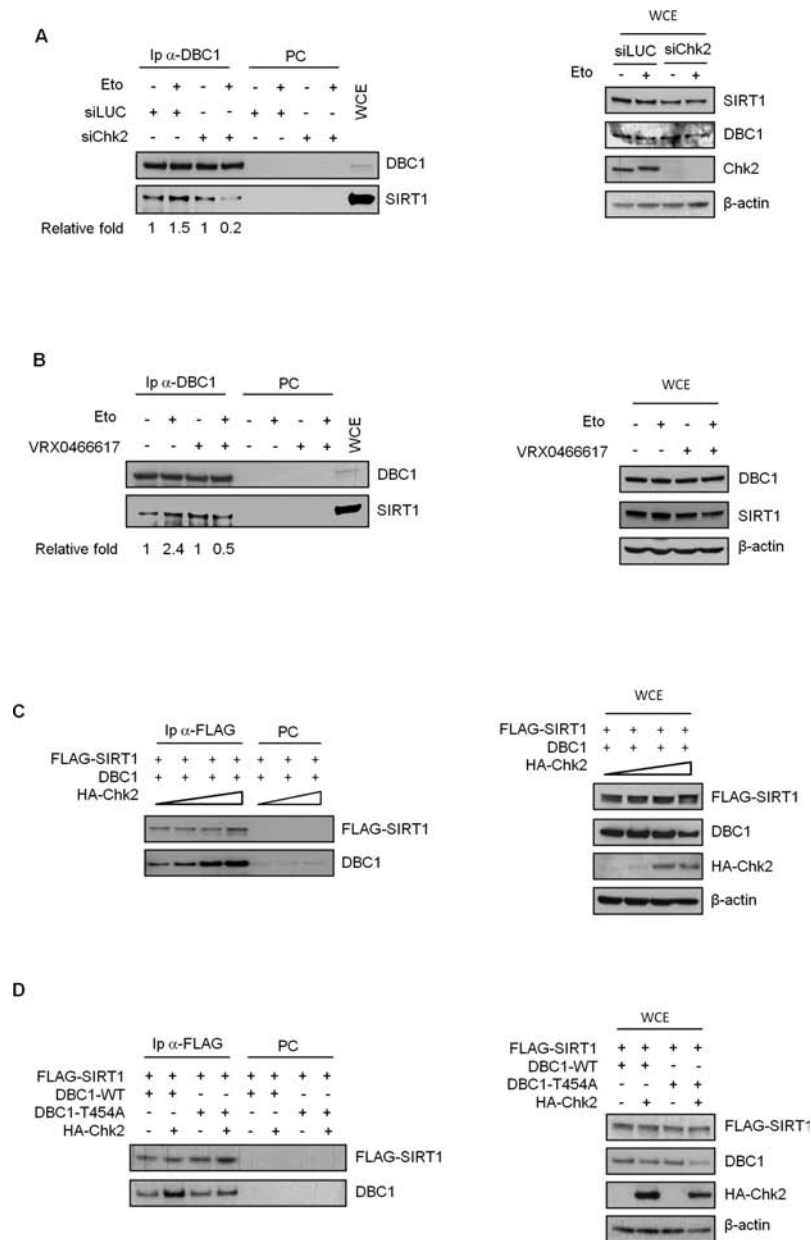 A
Ip α-DBC1 PC
Eto - + - + - + - + WCE
siLUC + + - - + + - -
siChk2 - - + + - - + +
DBC1
SIRT1
Relative fold 1 1.5 1 0.2
WCE
siLUC siChk2
Eto - + - +
SIRT1
DBC1
Chk2
β-actin
B
Ip α-DBC1 PC
Eto - + - + - + - + WCE
VRX0466617 - - + + - - + +
DBC1
SIRT1
Relative fold 1 2.4 1 0.5
WCE
Eto - + - +
VRX0466617 - - + +
DBC1
SIRT1
β-actin
C
Ip α-FLAG PC
FLAG-SIRT1 + + + + + + +
DBC1 + + + + + + +
HA-Chk2
FLAG-SIRT1
DBC1
WCE
FLAG-SIRT1 + + + +
DBC1 + + + +
HA-Chk2
FLAG-SIRT1
DBC1
HA-Chk2
β-actin
D
Ip α-FLAG PC
FLAG-SIRT1 + + + + + + + +
DBC1-WT + + - - + + - -
DBC1-T454A - - + + - - + +
HA-Chk2 - + - + - + - +
FLAG-SIRT1
DBC1
WCE
FLAG-SIRT1 + + + +
DBC1-WT + + - -
DBC1-T454A - - + +
HA-Chk2 - + - +
FLAG-SIRT1
DBC1
HA-Chk2
β-actin